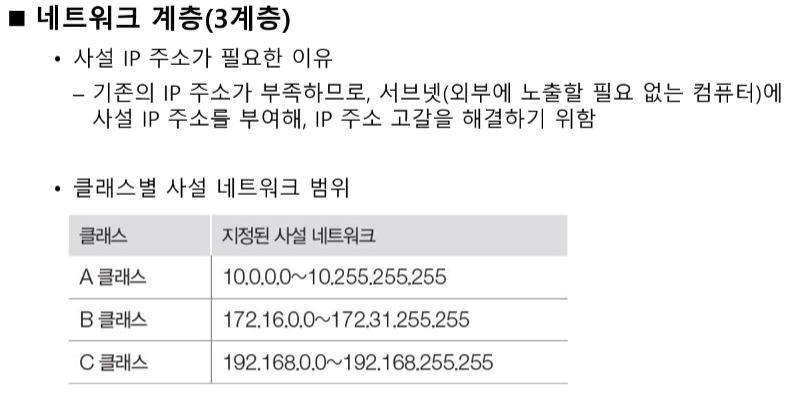 ■ 네트워크 계층(3계층)
• 사설 IP 주소가 필요한 이유
– 기존의 IP 주소가 부족하므로, 서브넷(외부에 노출할 필요 없는 컴퓨터)에
사설 IP 주소를 부여해, IP 주소 고갈을 해결하기 위함
• 클래스별 사설 네트워크 범위
클래스 지정된 사설 네트워크
A 클래스 10.0.0.0~10.255.255.255
B 클래스 172.16.0.0~172.31.255.255
C 클래스 192.168.0.0~192.168.255.255